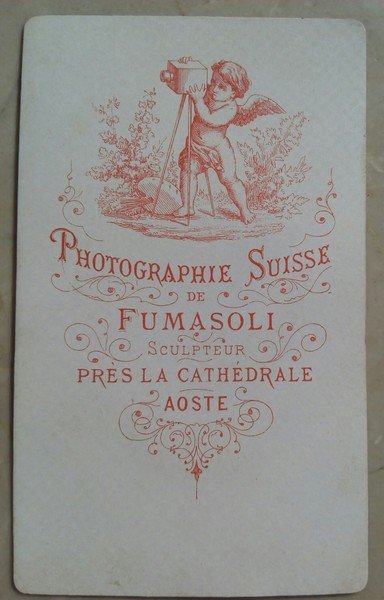 PHOTOGRAPHIE SUISSE
DE
FUMASOLI
SCULPTEUR
PRÈS LA CATHÉDRALE
AOSTE